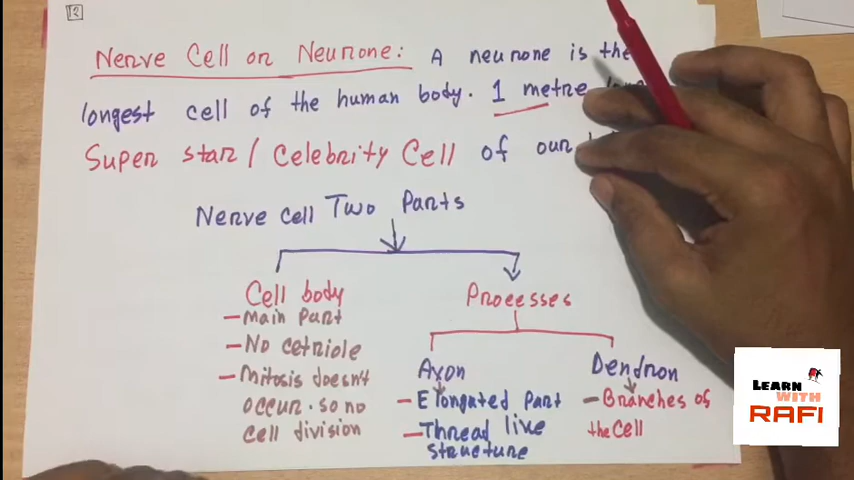 12
Nerve Cell or Neurone: A neurone is the
longest cell of the human body. 1 metre
Super star / Celebrity Cell of our
Nerve cell Two Parts
Cell body
- Main Part
- No cetriole
- Mitosis doesn't
occur. so no
cell division
Processes
Axon
- Elongated Part
- Thread like
structure
Dendron
- Branches of
the Cell
LEARN
WITH
RAFI